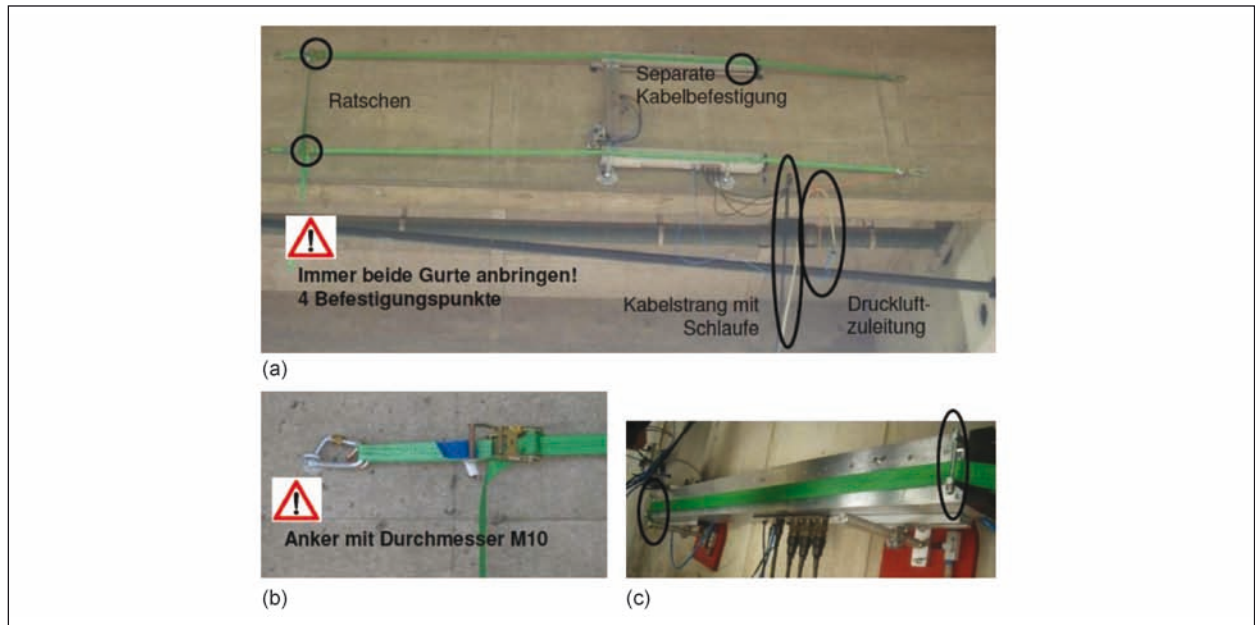 Ratschen
Separate
Kabelbefestigung
Immer beide Gurte anbringen!
4 Befestigungspunkte
Kabelstrang mit
Schlaufe
Druckluft-
zuleitung
(a)
Anker mit Durchmesser M10
(b)
(c)